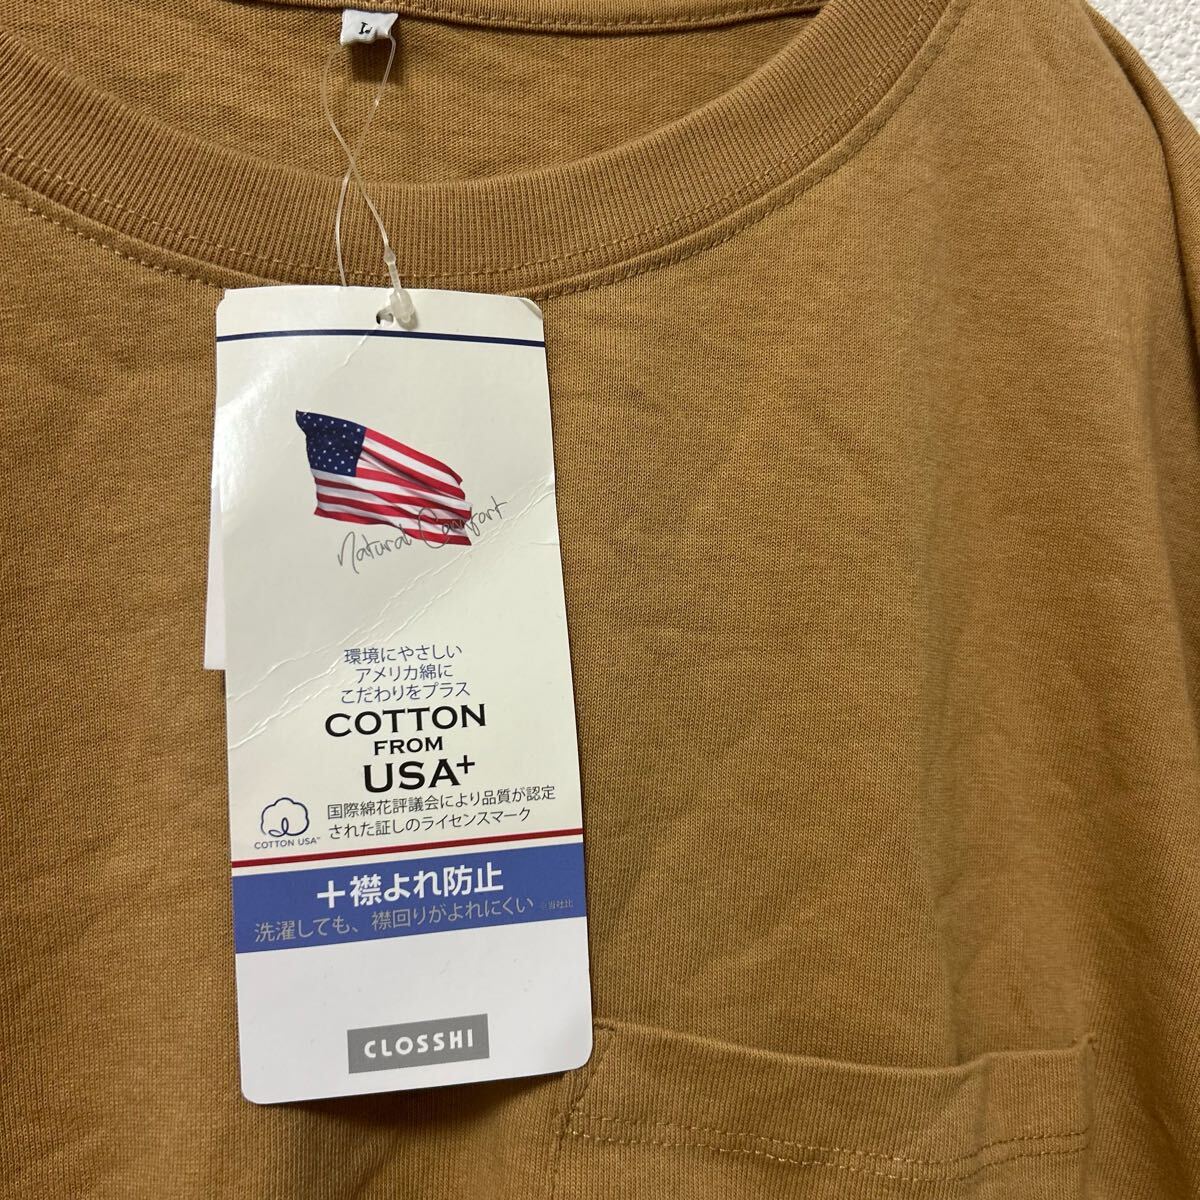 L
Natural Comfort
環境にやさしい
アメリカ綿に
こだわりをプラス
COTTON
FROM
USA+
COTTON USA™
国際綿花評議会により品質が認定
された証しのライセンスマーク
＋襟よれ防止
洗濯しても、襟回りがよれにくい ※当社比
CLOSSHI